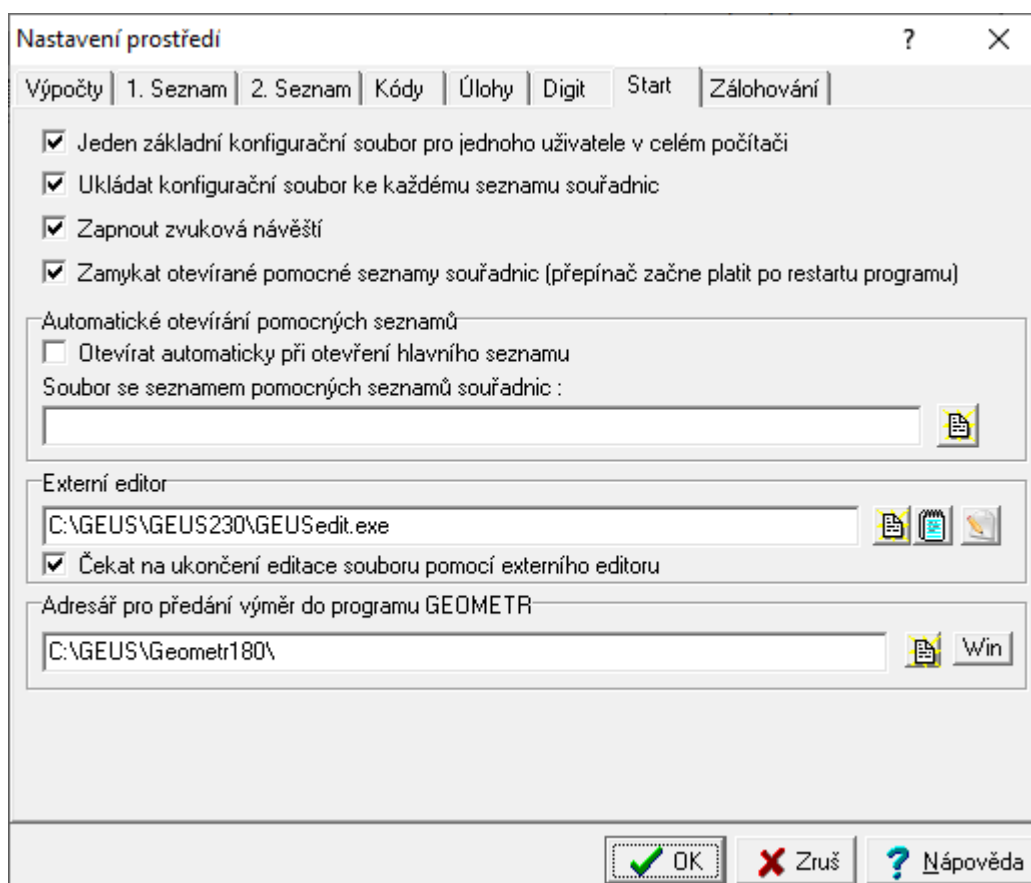 Nastavení prostředí
Výpočty 1. Seznam 2. Seznam Kódy Úlohy Digit Start Zálohování
Jeden základní konfigurační soubor pro jednoho uživatele v celém počítači
Ukládat konfigurační soubor ke každému seznamu souřadnic
Zapnout zvuková návěští
Zamykat otevírané pomocné seznamy souřadnic (přepínač začne platit po restartu programu)
Automatické otevírání pomocných seznamů
Otevírat automaticky při otevření hlavního seznamu
Soubor se seznamem pomocných seznamů souřadnic :
Externí editor
C:\GEUS\GEUS230\GEUSedit.exe
Čekat na ukončení editace souboru pomocí externího editoru
Adresář pro předání výměr do programu GEOMETR
C:\GEUS\Geometr180\ Win
OK Zruš Nápověda